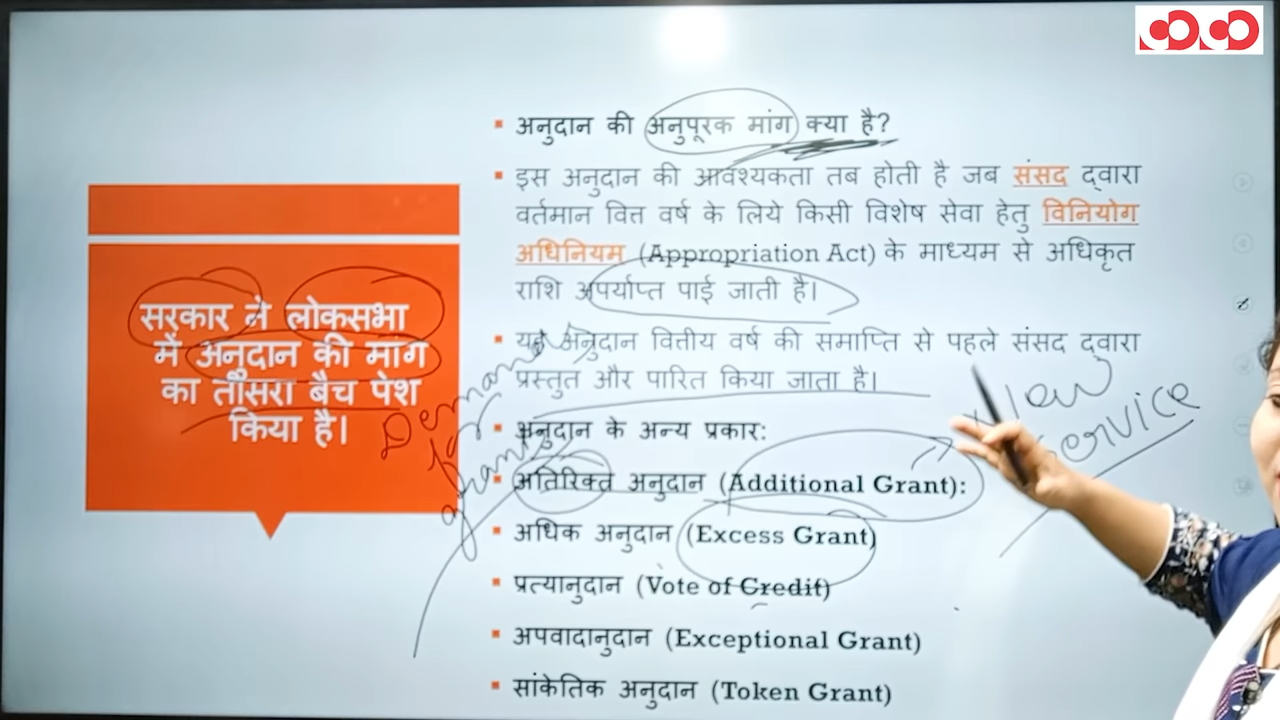 सरकार ने लोकसभा
में अनुदान की मांग
का तीसरा बैच पेश
किया है।
अनुदान की अनुपूरक मांग क्या है?
इस अनुदान की आवश्यकता तब होती है जब संसद द्वारा
वर्तमान वित्त वर्ष के लिये किसी विशेष सेवा हेतु विनियोग
अधिनियम (Appropriation Act) के माध्यम से अधिकृत
राशि अपर्याप्त पाई जाती है।
यह अनुदान वित्तीय वर्ष की समाप्ति से पहले संसद द्वारा
प्रस्तुत और पारित किया जाता है।
अनुदान के अन्य प्रकार:
अतिरिक्त अनुदान (Additional Grant):
अधिक अनुदान (Excess Grant)
प्रत्यानुदान (Vote of Credit)
अपवादानुदान (Exceptional Grant)
सांकेतिक अनुदान (Token Grant)
Demand
for
grant
New
Service